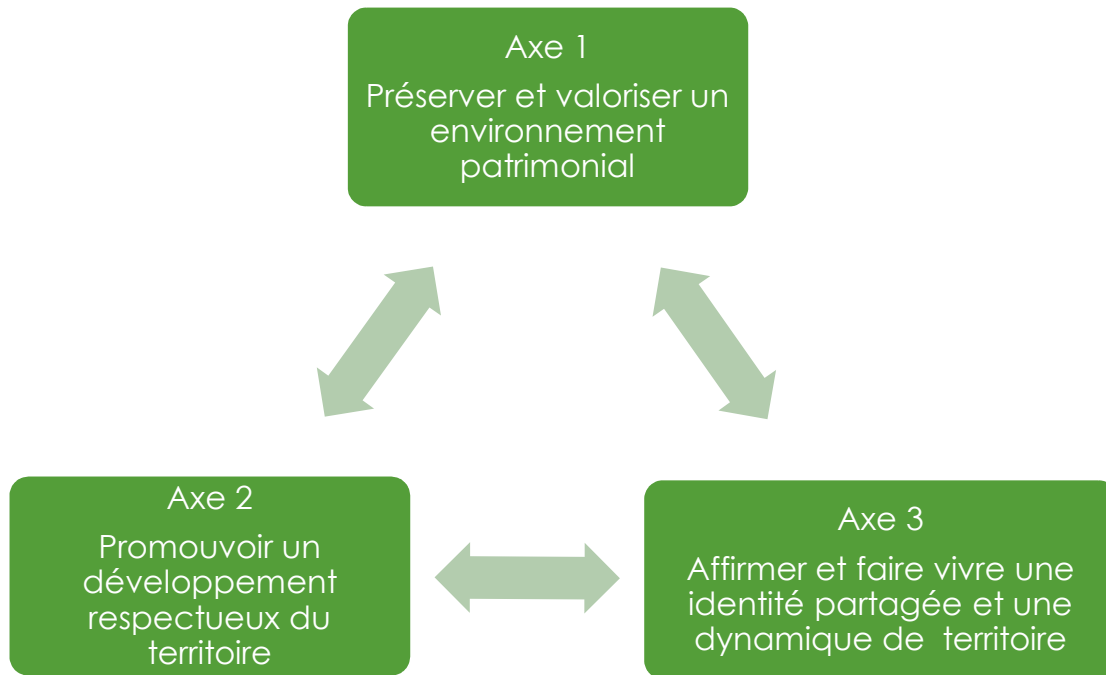 Axe 1
Préserver et valoriser un
environnement
patrimonial
Axe 2
Promouvoir un
développement
respectueux du
territoire
Axe 3
Affirmer et faire vivre une
identité partagée et une
dynamique de  territoire